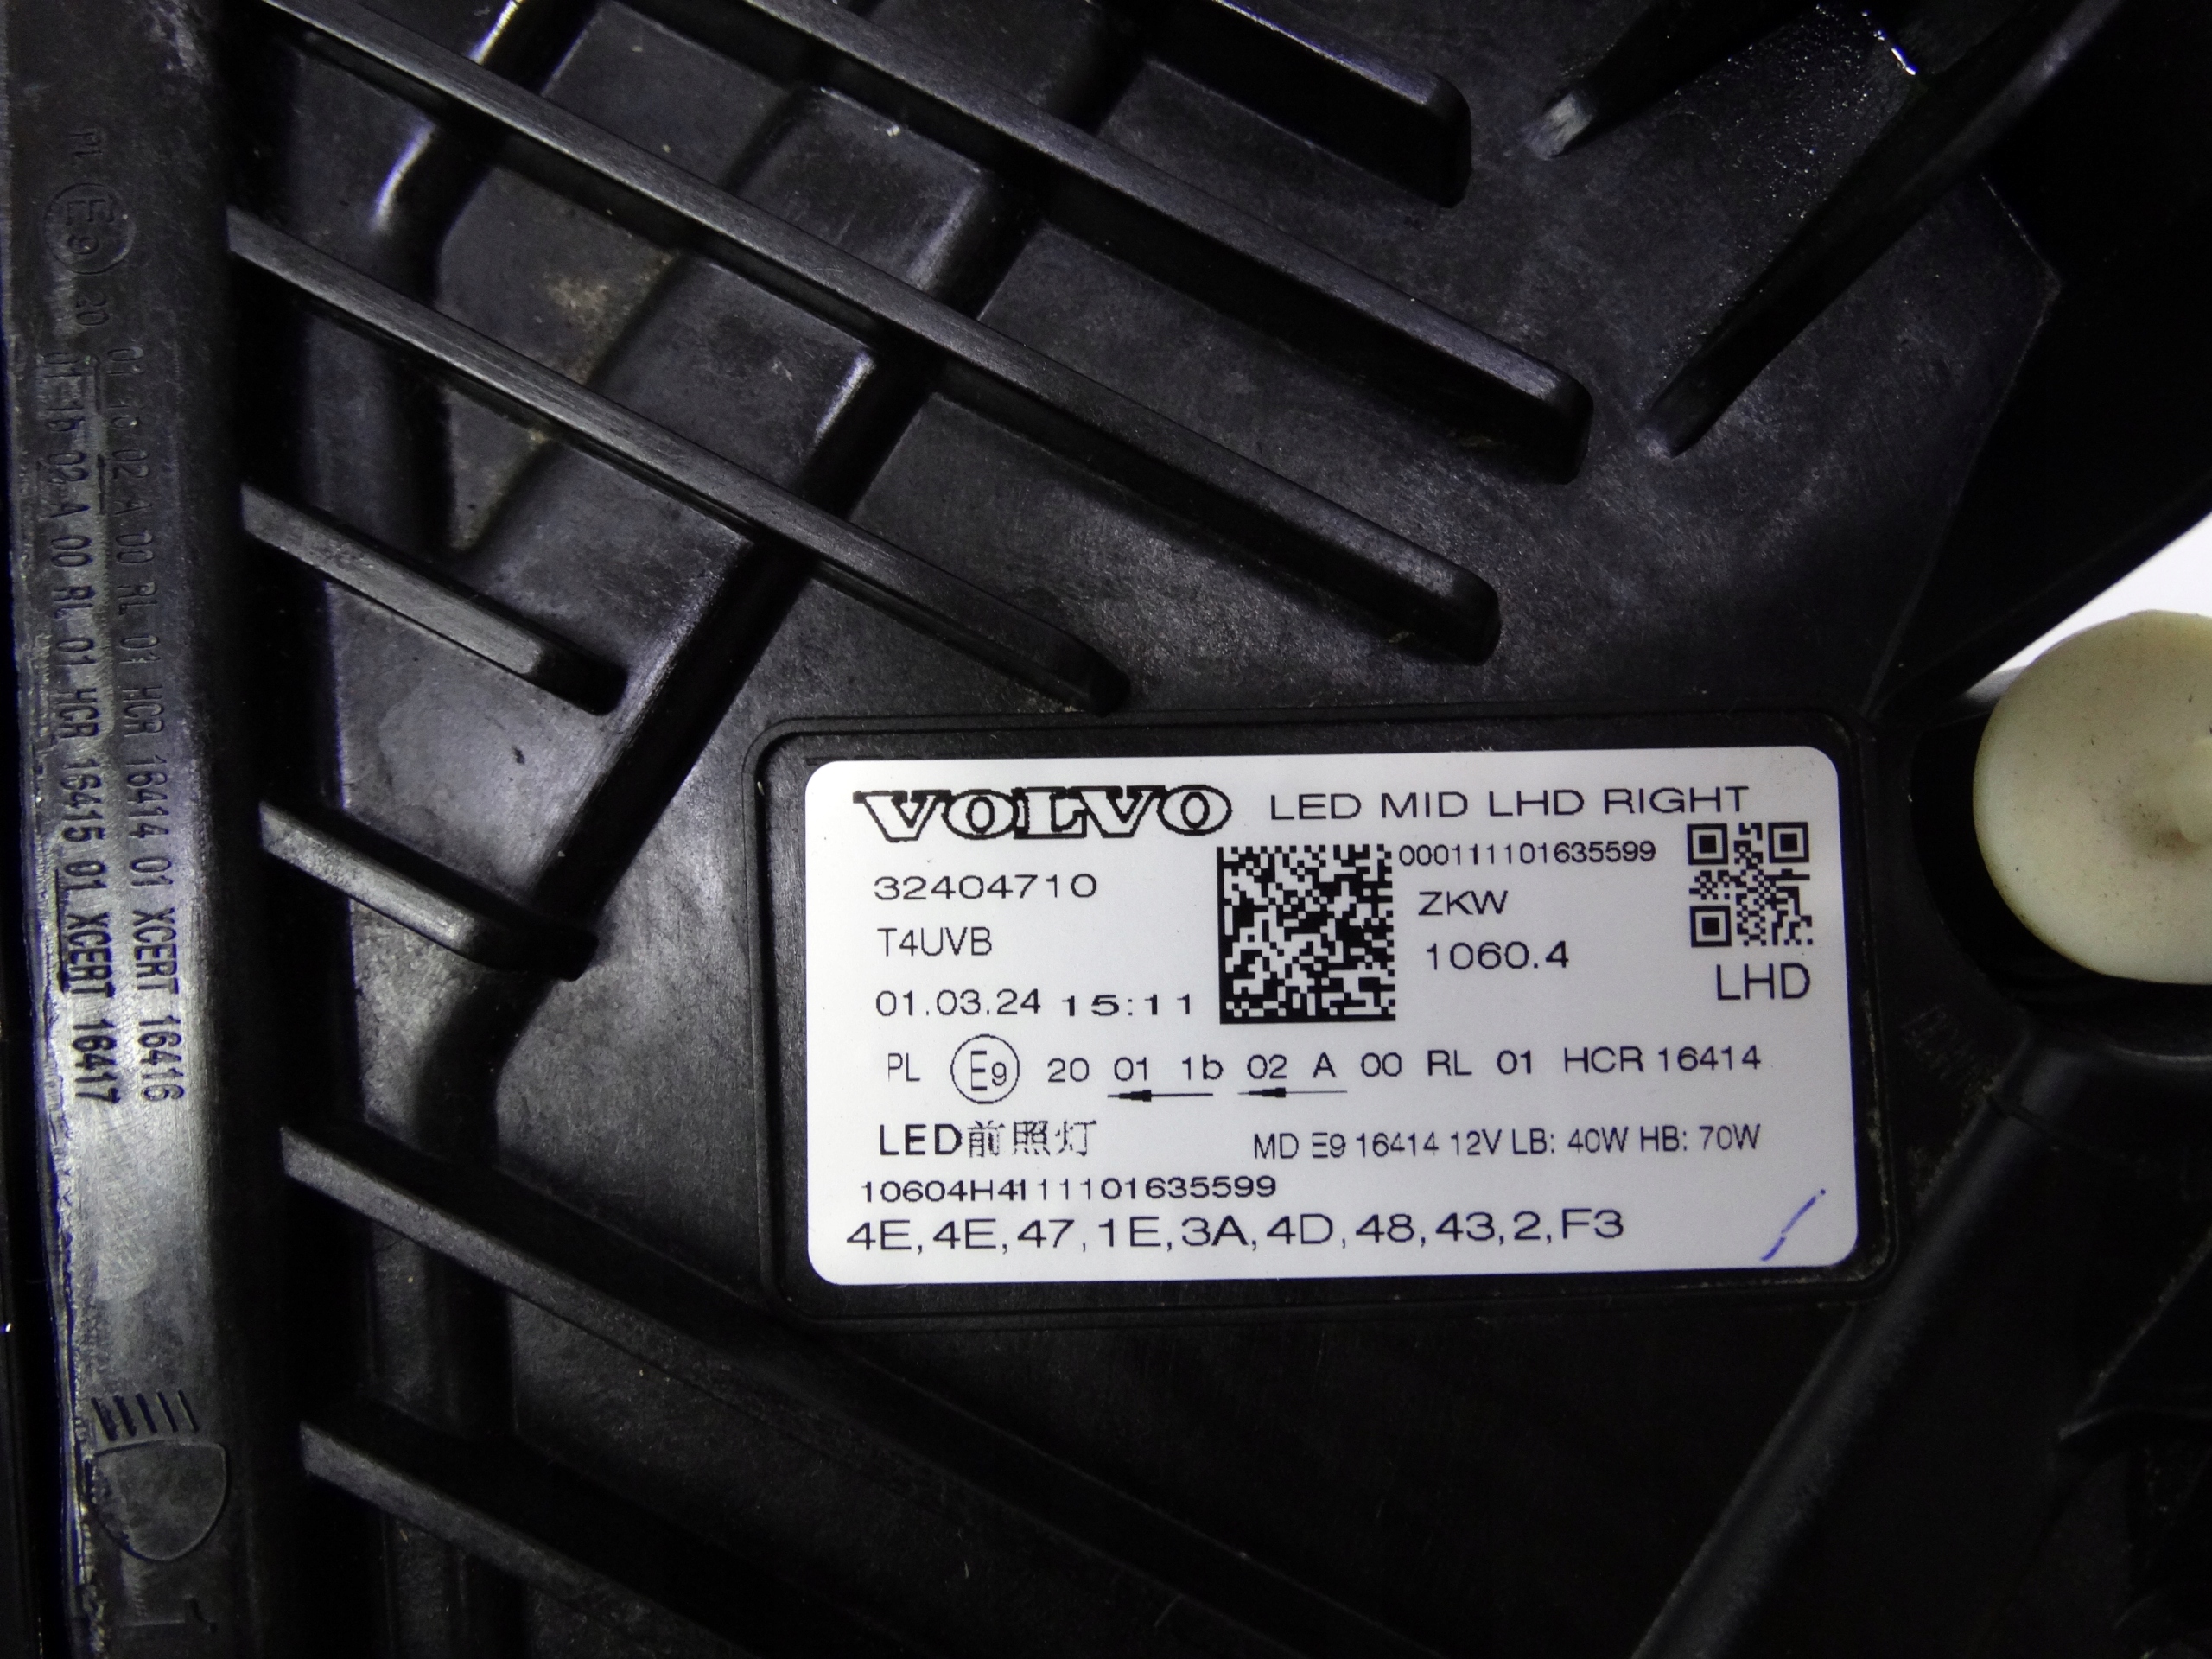 VOLVO LED MID LHD RIGHT
000111101635599
32404710
ZKW
T4UVB
1060.4
LHD
01.03.24 15:11
PL E9 20 01 1b 02 A 00 RL 01 HCR 16414
LED前照灯 MD E9 16414 12V LB: 40W HB: 70W
10604H4111101635599
4E,4E,47,1E,3A,4D,48,43,2,F3
PL E9 20
01 1b 02 A 00 RL 01 HCR 16414 01 XCERT 16416
01 1b 02 A 00 RL 01 HCR 16415 01 XCERT 16417